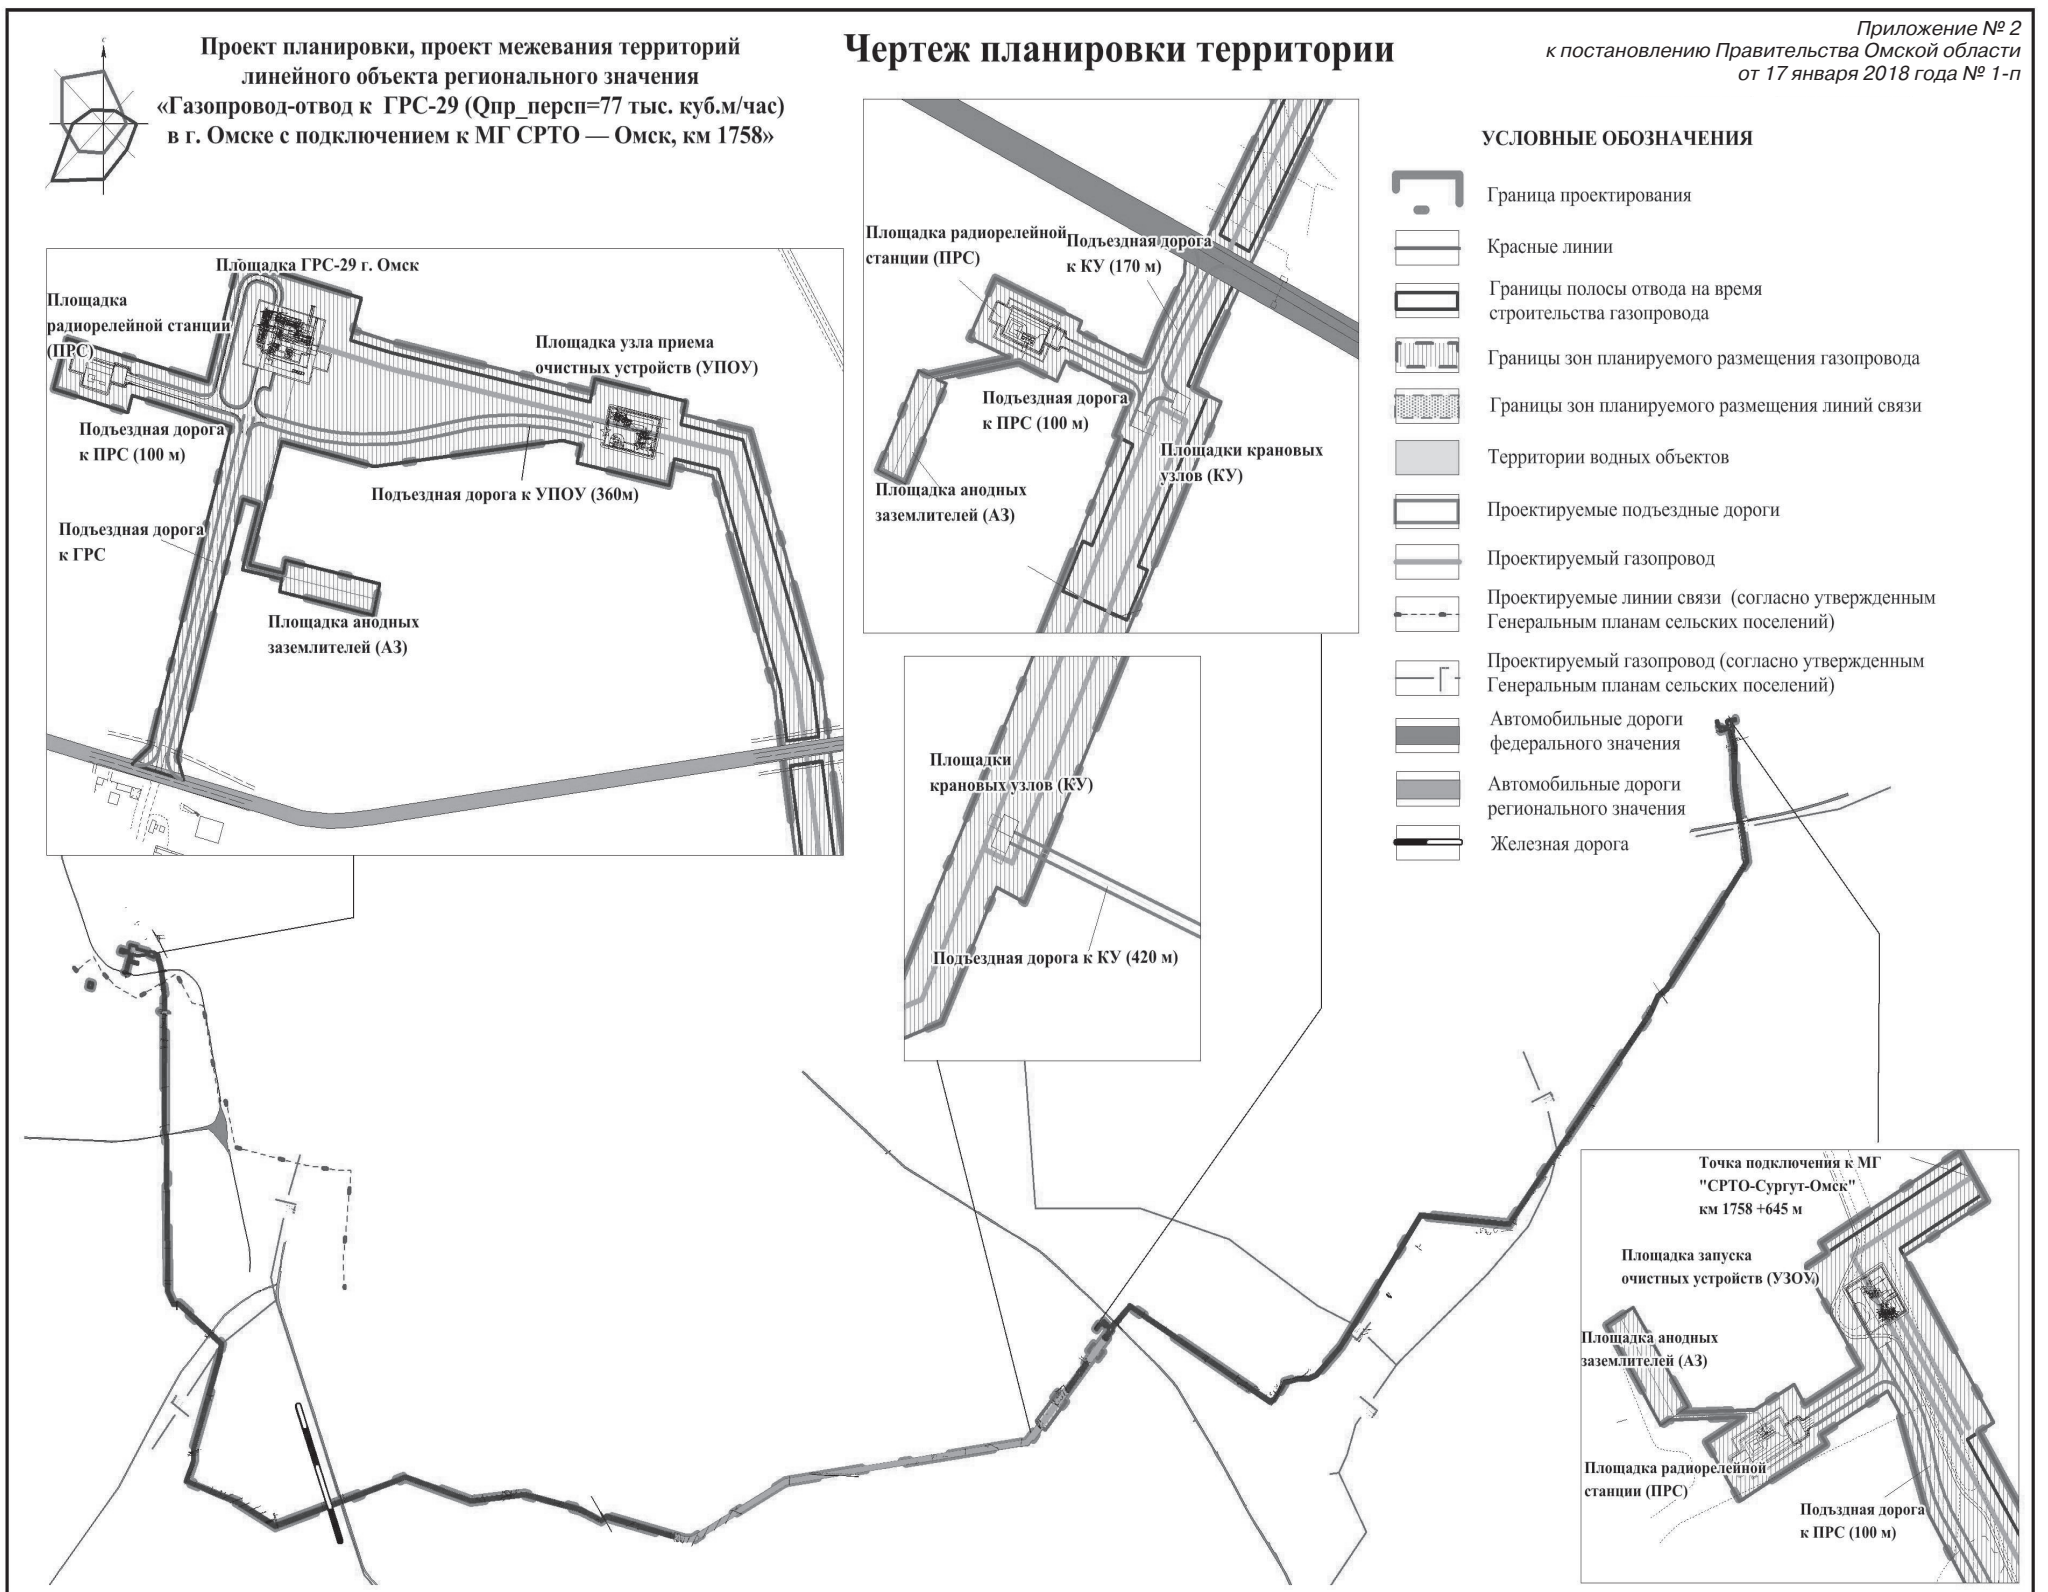 Приложение № 2
к постановлению Правительства Омской области
от 17 января 2018 года № 1-п
Чертеж планировки территории
Проект планировки, проект межевания территорий
линейного объекта регионального значения
«Газопровод-отвод к ГРС-29 (Qпр_персп=77 тыс. куб.м/час)
в г. Омске с подключением к МГ СРТО — Омск, км 1758»
с
Площадка ГРС-29 г. Омск
Площадка
радиорелейной станции
(ПРС)
Площадка узла приема
очистных устройств (УПОУ)
Подъездная дорога
к ПРС (100 м)
Подъездная дорога к УПОУ (360м)
Подъездная дорога
к ГРС
Площадка анодных
заземлителей (АЗ)
Площадка радиорелейной
станции (ПРС)
Подъездная дорога
к КУ (170 м)
Подъездная дорога
к ПРС (100 м)
Площадки крановых
узлов (КУ)
Площадка анодных
заземлителей (АЗ)
Площадки
крановых узлов (КУ)
Подъездная дорога к КУ (420 м)
УСЛОВНЫЕ ОБОЗНАЧЕНИЯ
Граница проектирования
Красные линии
Границы полосы отвода на время
строительства газопровода
Границы зон планируемого размещения газопровода
Границы зон планируемого размещения линий связи
Территории водных объектов
Проектируемые подъездные дороги
Проектируемый газопровод
Проектируемые линии связи (согласно утвержденным
Генеральным планам сельских поселений)
Проектируемый газопровод (согласно утвержденным
Генеральным планам сельских поселений)
Автомобильные дороги
федерального значения
Автомобильные дороги
регионального значения
Железная дорога
Точка подключения к МГ
"СРТО-Сургут-Омск"
км 1758 +645 м
Площадка запуска
очистных устройств (УЗОУ)
Площадка анодных
заземлителей (АЗ)
Площадка радиорелейной
станции (ПРС)
Подъздная дорога
к ПРС (100 м)